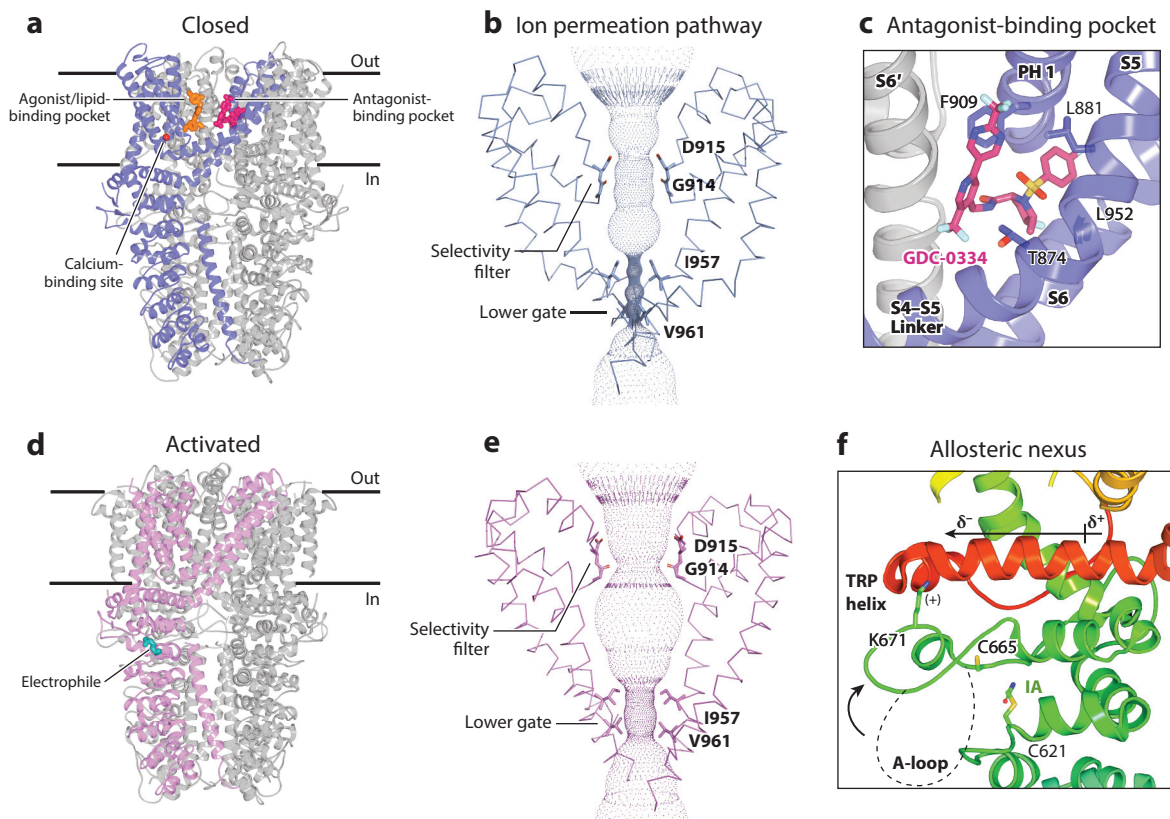 a
Closed
Out
Agonist/lipid-
binding pocket
Antagonist-
binding pocket
In
Calcium-
binding site
b
Ion permeation pathway
D915
G914
Selectivity
filter
I957
Lower gate
V961
c
Antagonist-binding pocket
S6′
PH 1
S5
F909
L881
L952
GDC-0334
T874
S6
S4–S5
Linker
d
Activated
Out
In
Electrophile
e
D915
G914
Selectivity
filter
Lower gate
I957
V961
f
Allosteric nexus
δ⁻
δ⁺
TRP
helix
(+)
K671
C665
IA
C621
A-loop